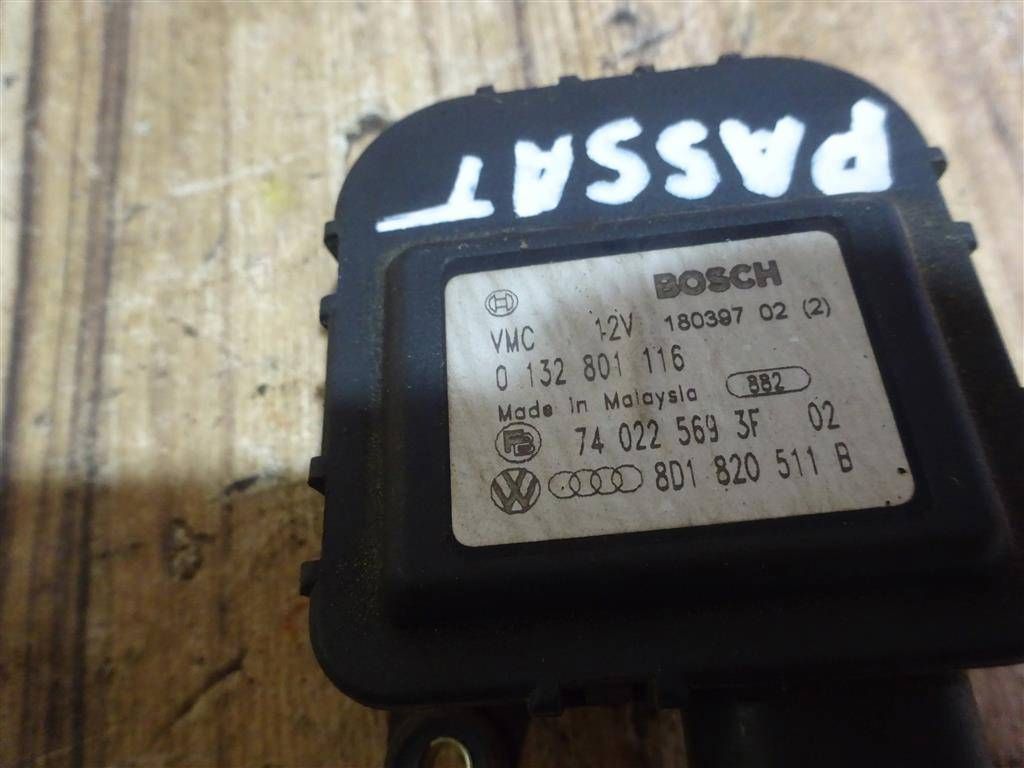 PASSAT
BOSCH
VMC 12V 180397 02 (2)
0 132 801 116
Made in Malaysia 882
74 022 569 3F 02
8D1 820 511 B